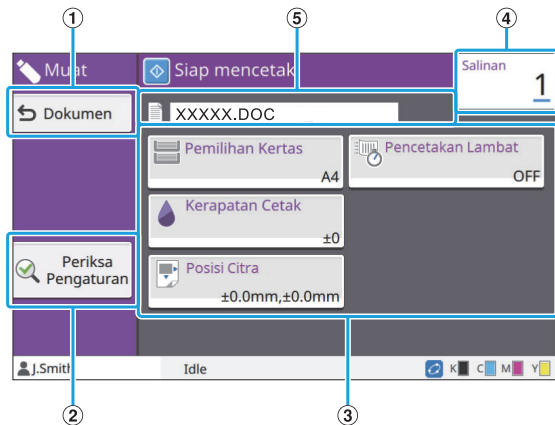 1
5
4
Muat
Siap mencetak
Salinan
1
Dokumen
XXXXX.DOC
Pemilihan Kertas
A4
Pencetakan Lambat
OFF
Kerapatan Cetak
±0
Periksa
Pengaturan
Posisi Citra
±0.0mm,±0.0mm
J.Smith
Idle
K C M Y
2
3